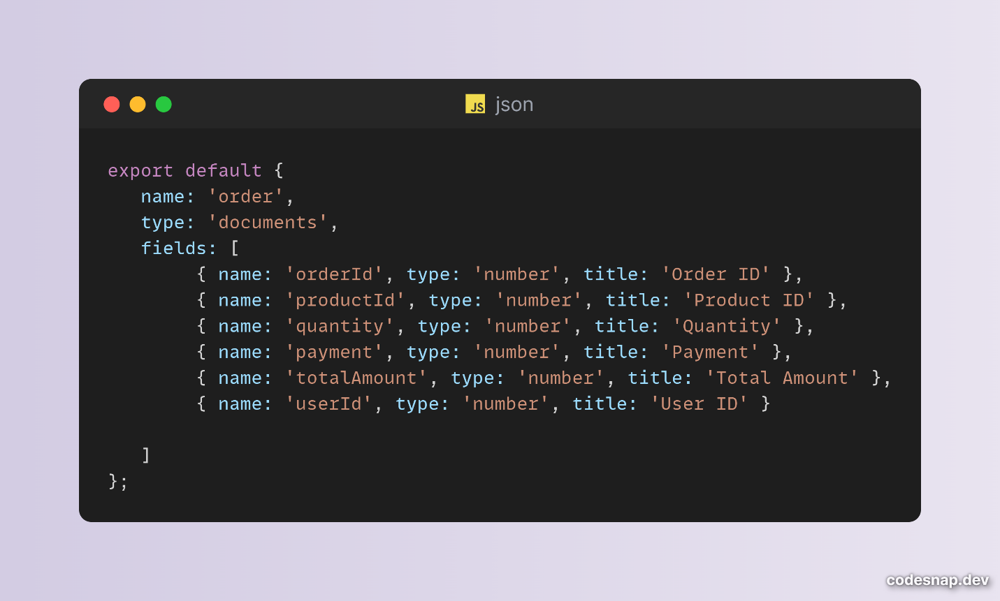 JS json
export default {
   name: 'order',
   type: 'documents',
   fields: [
        { name: 'orderId', type: 'number', title: 'Order ID' },
        { name: 'productId', type: 'number', title: 'Product ID' },
        { name: 'quantity', type: 'number', title: 'Quantity' },
        { name: 'payment', type: 'number', title: 'Payment' },
        { name: 'totalAmount', type: 'number', title: 'Total Amount' },
        { name: 'userId', type: 'number', title: 'User ID' }
   ]
};
codesnap.dev